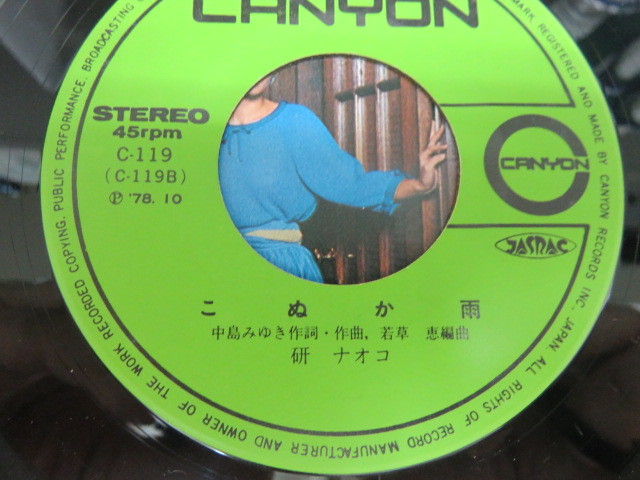 CANYON
STEREO
45rpm
C-119
(C-119B)
℗ '78. 10
CANYON
JASRAC
こぬか雨
中島みゆき作詞・作曲, 若草 恵編曲
研 ナオコ
MARK REGISTERED AND MADE BY CANYON RECORDS INC. JAPAN ALL RIGHTS OF RECORD MANUFACTURER AND OWNER OF THE WORK RECORDED COPYING. PUBLIC PERFORMANCE. BROADCASTING